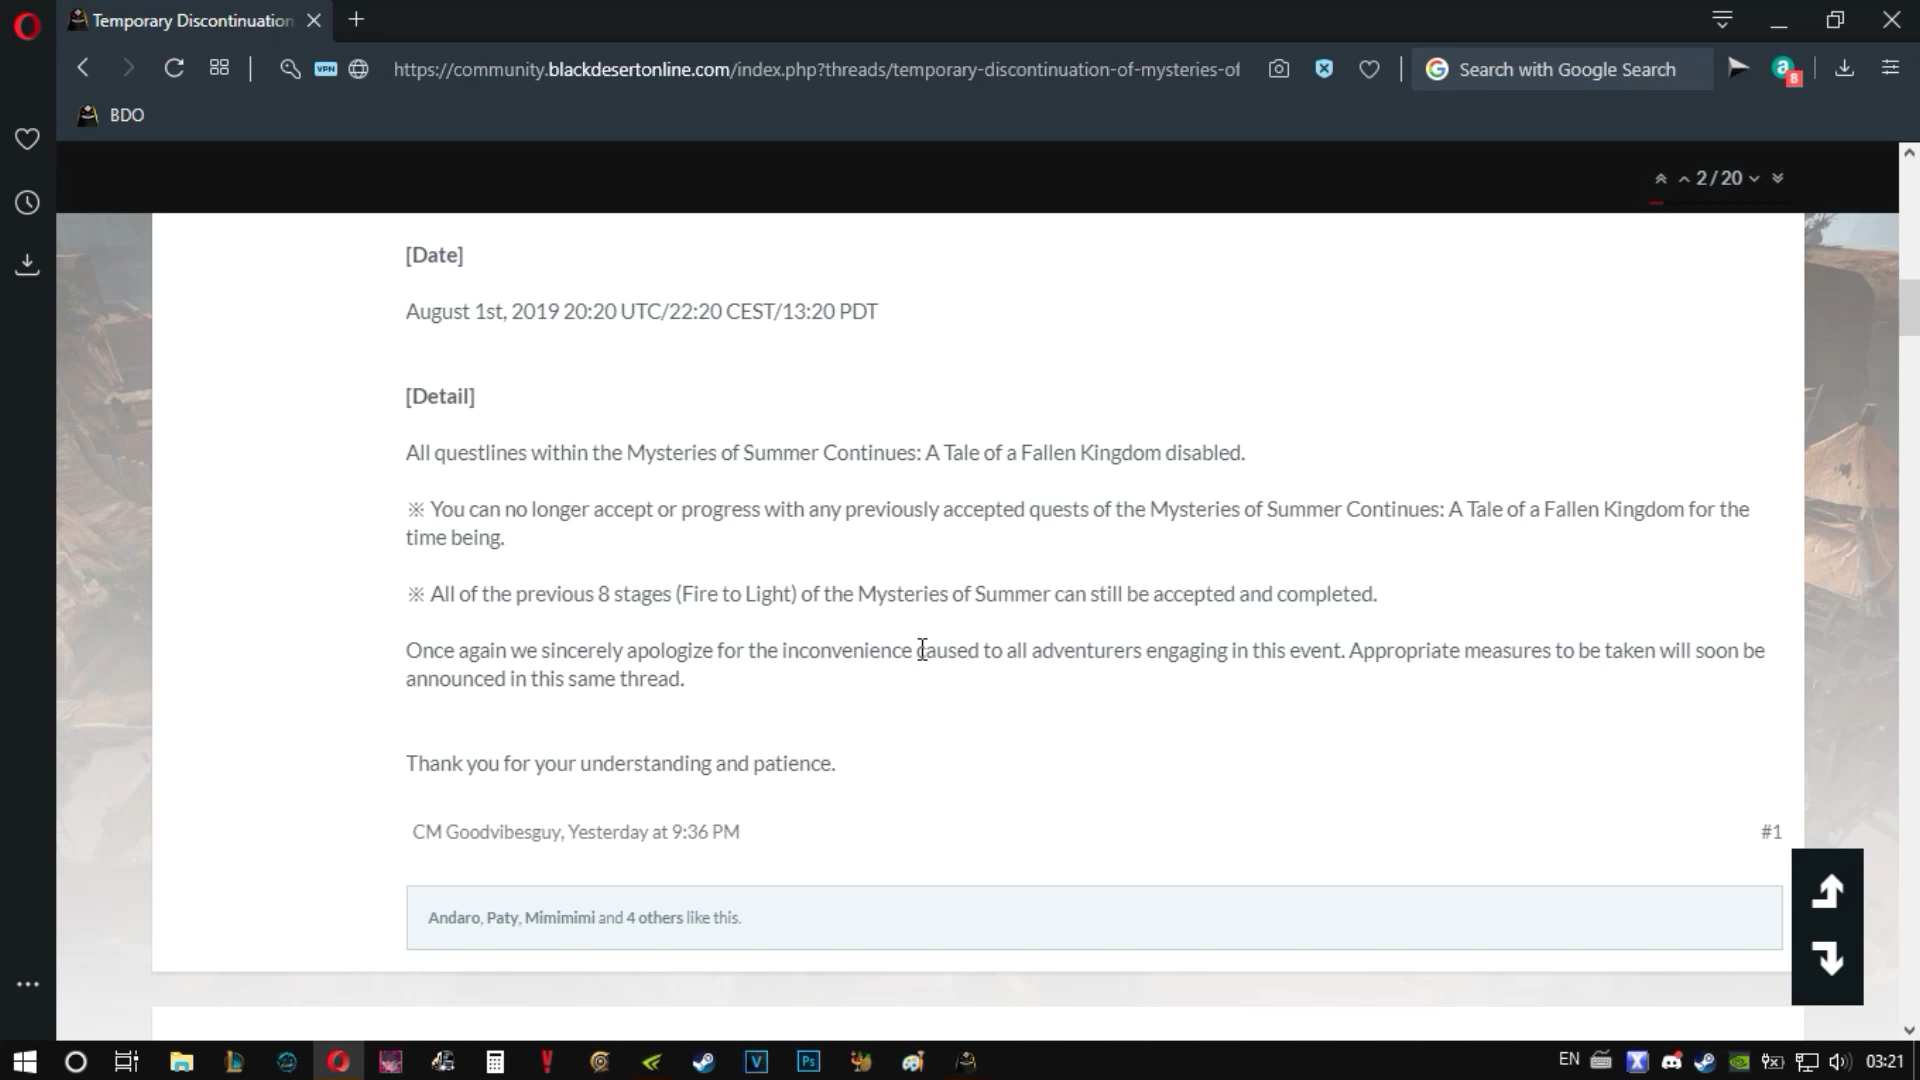 Temporary Discontinuation
VPN
https://community.blackdesertonline.com/index.php?threads/temporary-discontinuation-of-mysteries-of
Search with Google Search
a
8
BDO
2 / 20
[Date]
August 1st, 2019 20:20 UTC/22:20 CEST/13:20 PDT
[Detail]
All questlines within the Mysteries of Summer Continues: A Tale of a Fallen Kingdom disabled.
※ You can no longer accept or progress with any previously accepted quests of the Mysteries of Summer Continues: A Tale of a Fallen Kingdom for the
time being.
※ All of the previous 8 stages (Fire to Light) of the Mysteries of Summer can still be accepted and completed.
Once again we sincerely apologize for the inconvenience caused to all adventurers engaging in this event. Appropriate measures to be taken will soon be
announced in this same thread.
Thank you for your understanding and patience.
CM Goodvibesguy, Yesterday at 9:36 PM
#1
Andaro, Paty, Mimimimi and 4 others like this.
V
Ps
EN
03:21